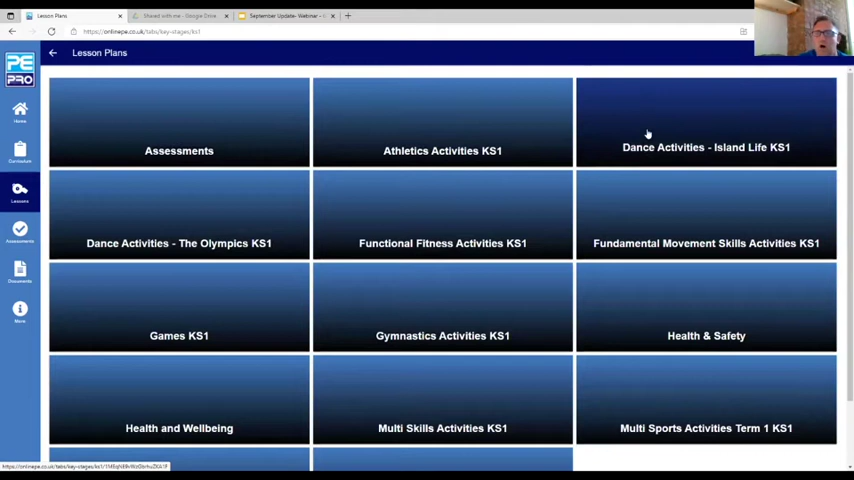 Lesson Plans
Shared with me - Google Drive
September Update- Webinar -
https://onlinepe.co.uk/tabs/key-stages/ks1
PE
PRO
Lesson Plans
Home
Curriculum
Lessons
Assessments
Documents
More
Assessments
Athletics Activities KS1
Dance Activities - Island Life KS1
Dance Activities - The Olympics KS1
Functional Fitness Activities KS1
Fundamental Movement Skills Activities KS1
Games KS1
Gymnastics Activities KS1
Health & Safety
Health and Wellbeing
Multi Skills Activities KS1
Multi Sports Activities Term 1 KS1